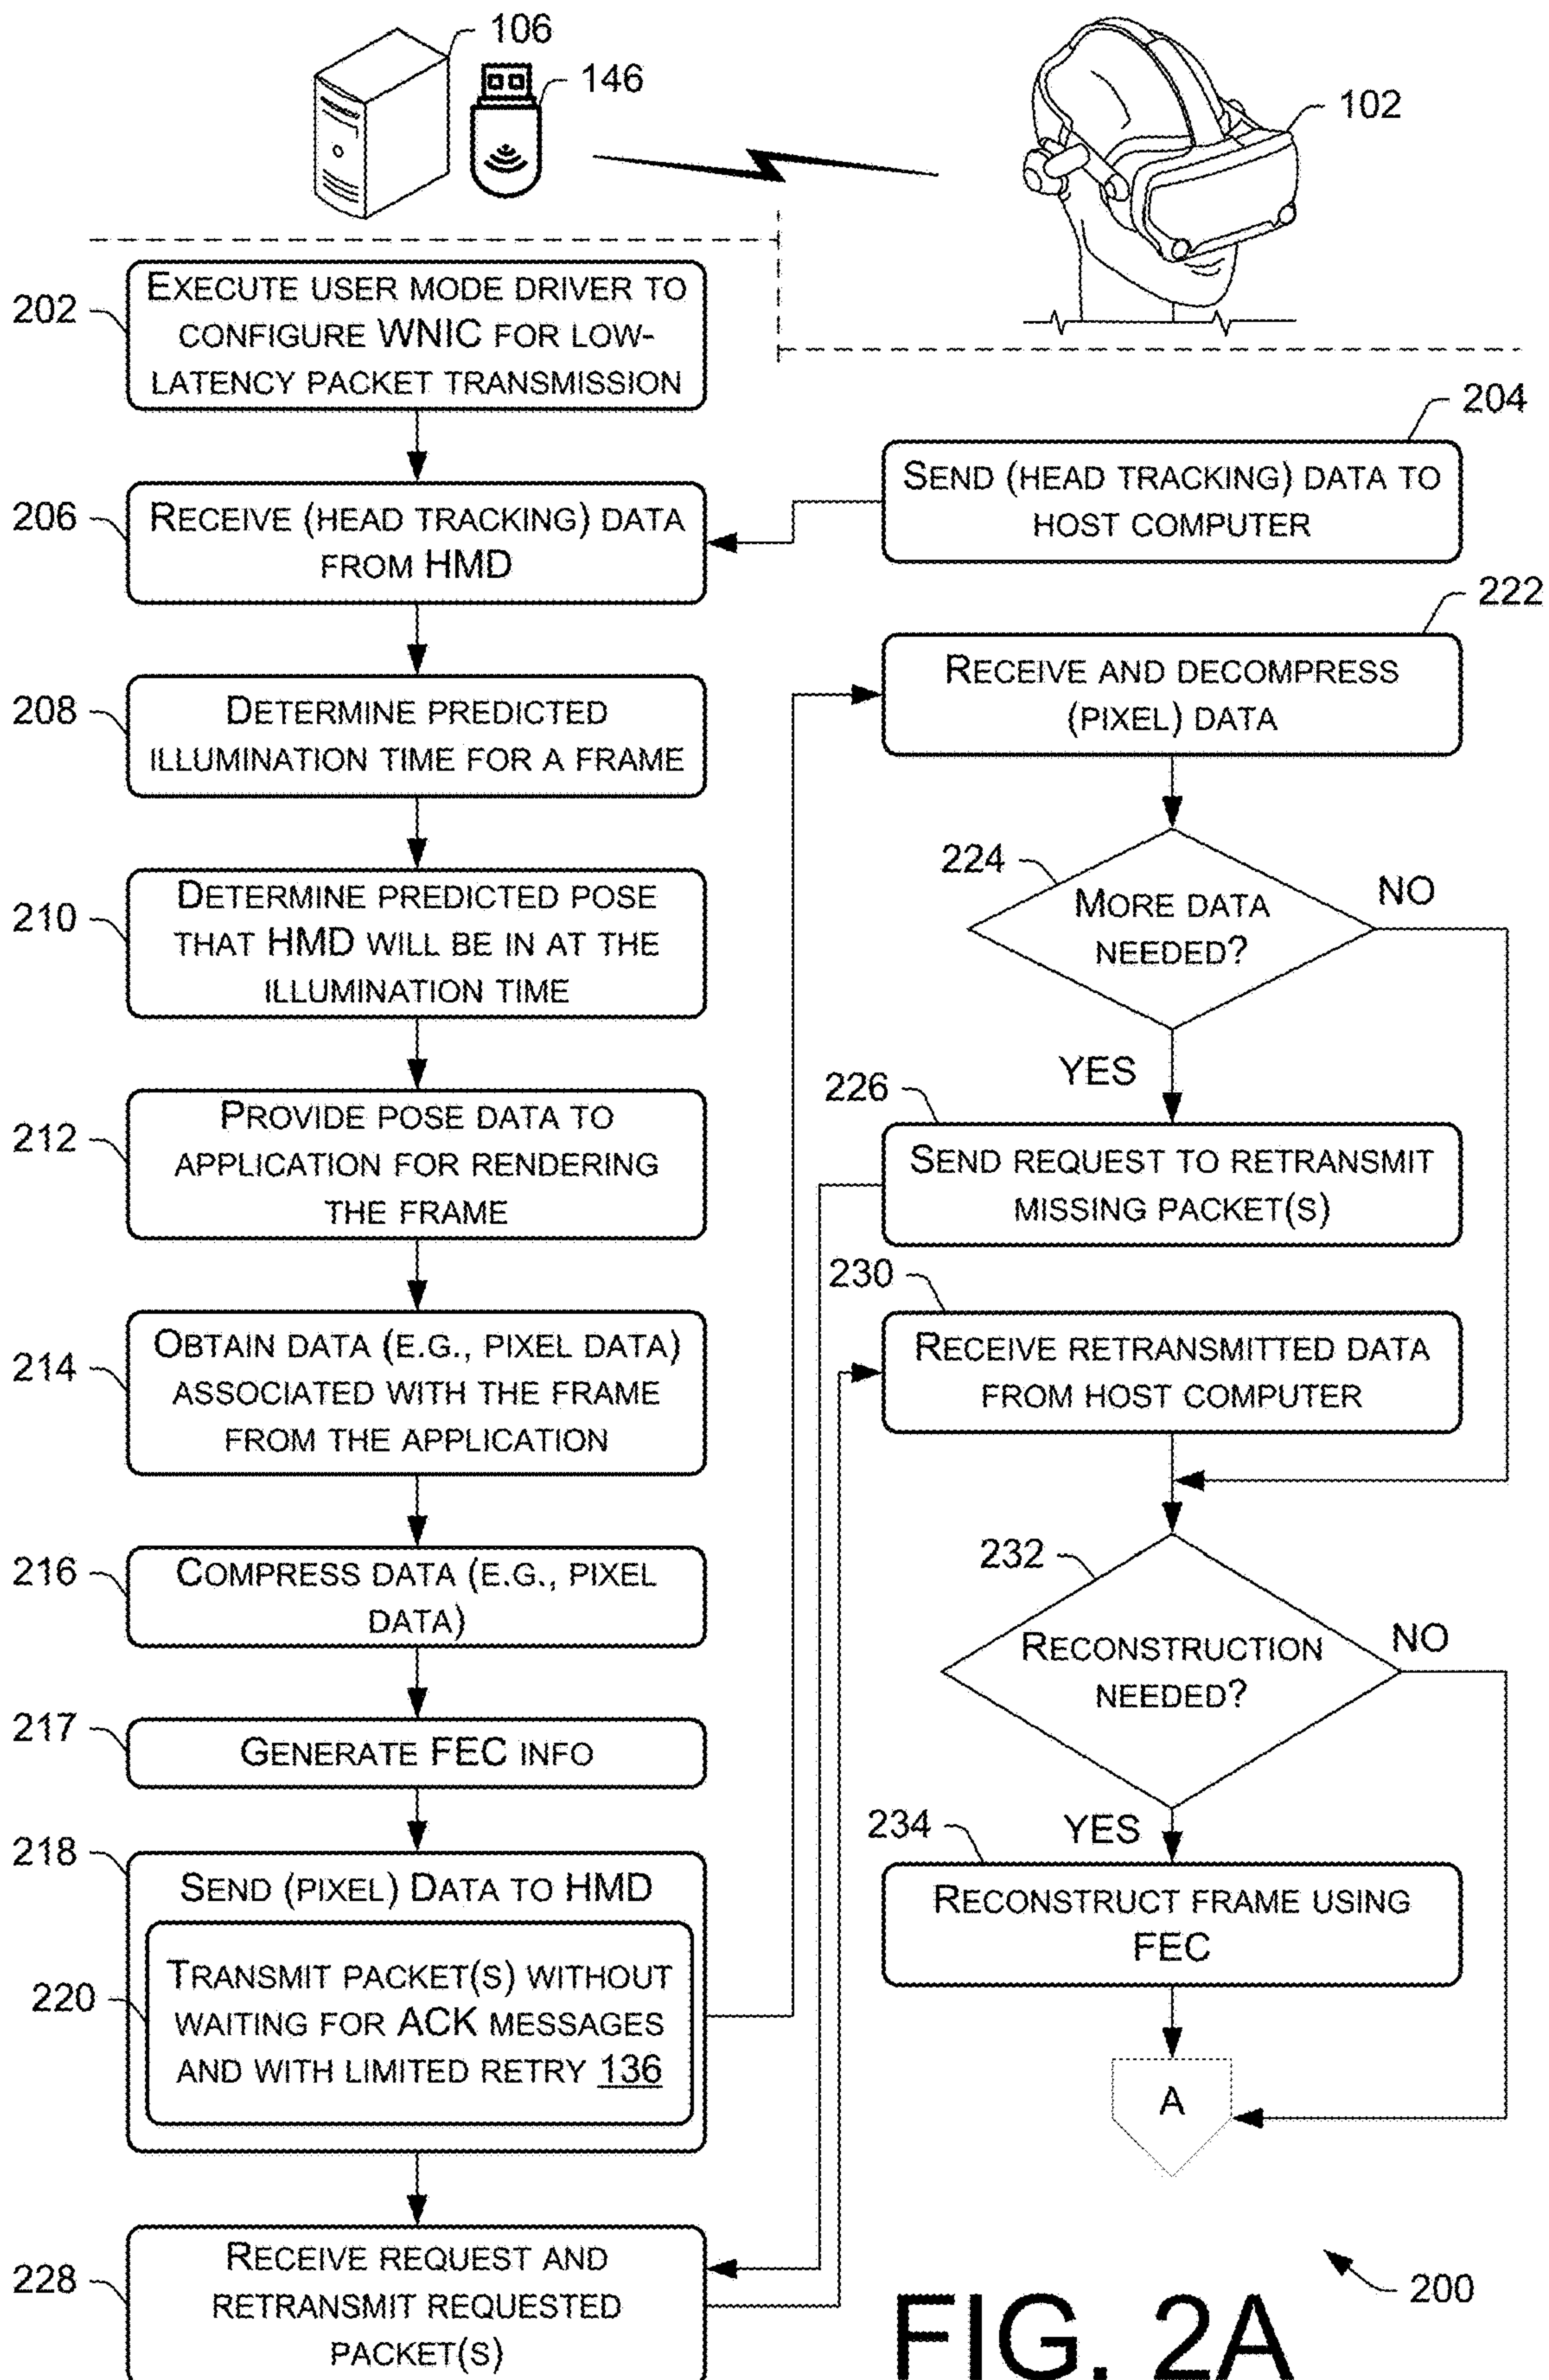 106
146
102
202
EXECUTE USER MODE DRIVER TO
CONFIGURE WNIC FOR LOW-
LATENCY PACKET TRANSMISSION
204
SEND (HEAD TRACKING) DATA TO
HOST COMPUTER
206
RECEIVE (HEAD TRACKING) DATA
FROM HMD
208
DETERMINE PREDICTED
ILLUMINATION TIME FOR A FRAME
210
DETERMINE PREDICTED POSE
THAT HMD WILL BE IN AT THE
ILLUMINATION TIME
212
PROVIDE POSE DATA TO
APPLICATION FOR RENDERING
THE FRAME
214
OBTAIN DATA (E.G., PIXEL DATA)
ASSOCIATED WITH THE FRAME
FROM THE APPLICATION
216
COMPRESS DATA (E.G., PIXEL
DATA)
217
GENERATE FEC INFO
218
SEND (PIXEL) DATA TO HMD
220
TRANSMIT PACKET(S) WITHOUT
WAITING FOR ACK MESSAGES
AND WITH LIMITED RETRY 136
222
RECEIVE AND DECOMPRESS
(PIXEL) DATA
224
MORE DATA
NEEDED?
NO
YES
226
SEND REQUEST TO RETRANSMIT
MISSING PACKET(S)
228
RECEIVE REQUEST AND
RETRANSMIT REQUESTED
PACKET(S)
230
RECEIVE RETRANSMITTED DATA
FROM HOST COMPUTER
232
RECONSTRUCTION
NEEDED?
NO
YES
234
RECONSTRUCT FRAME USING
FEC
A
200
FIG. 2A